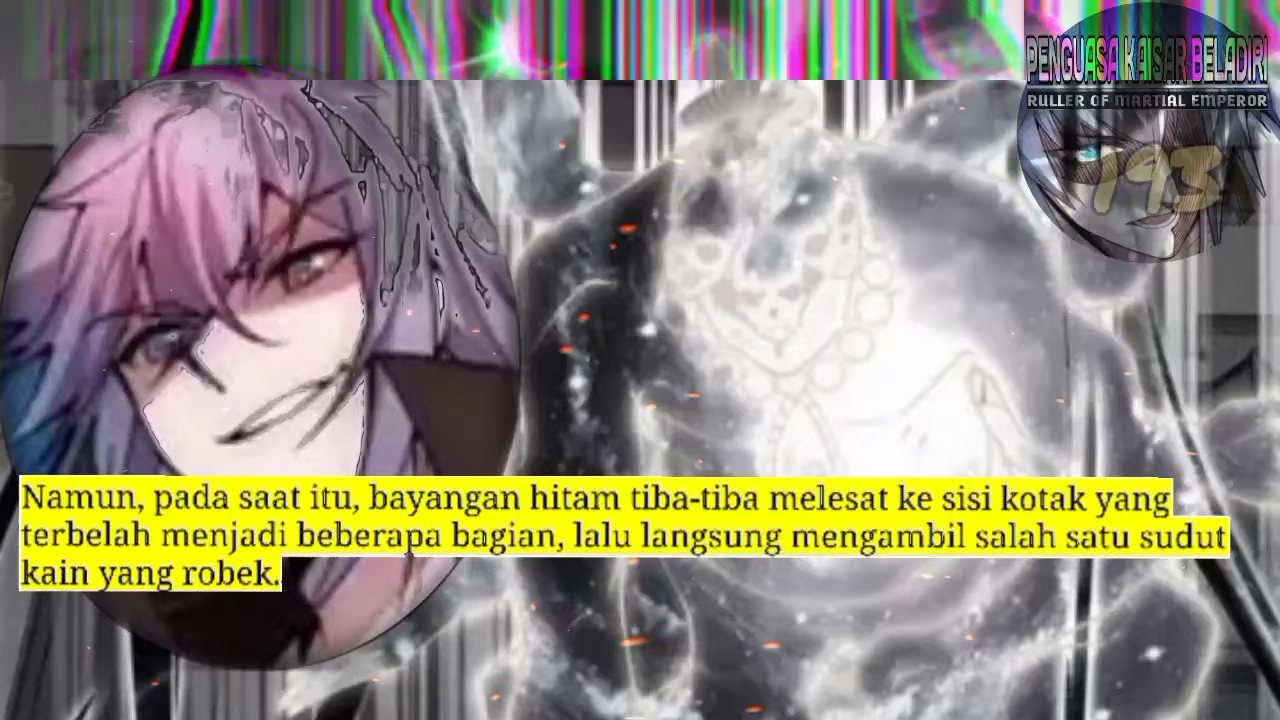 PENGUASA KAISAR BELADIRI
RULLER OF MARTIAL EMPEROR
793
Namun, pada saat itu, bayangan hitam tiba-tiba melesat ke sisi kotak yang
terbelah menjadi beberapa bagian, lalu langsung mengambil salah satu sudut
kain yang robek.